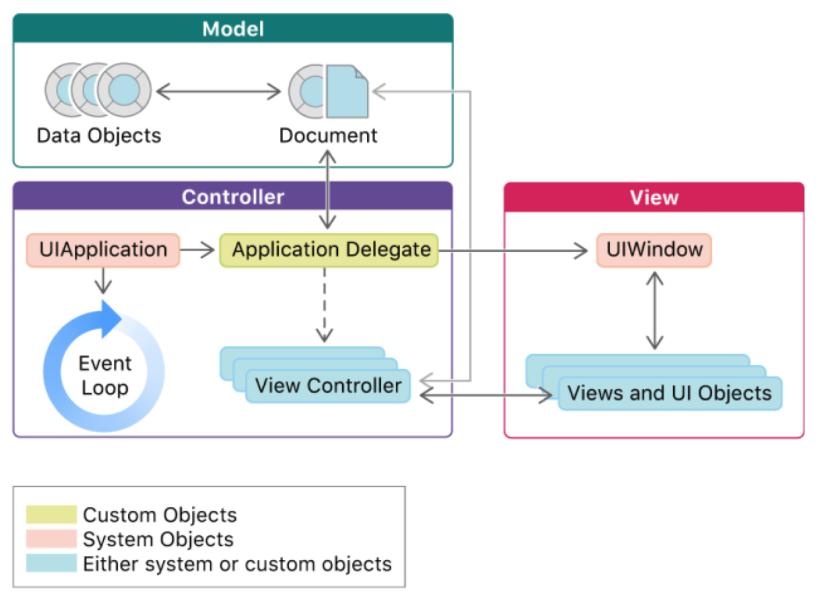 Model
Data Objects
Document
Controller
View
UIApplication
Application Delegate
UIWindow
Event
Loop
View Controller
Views and UI Objects
Custom Objects
System Objects
Either system or custom objects